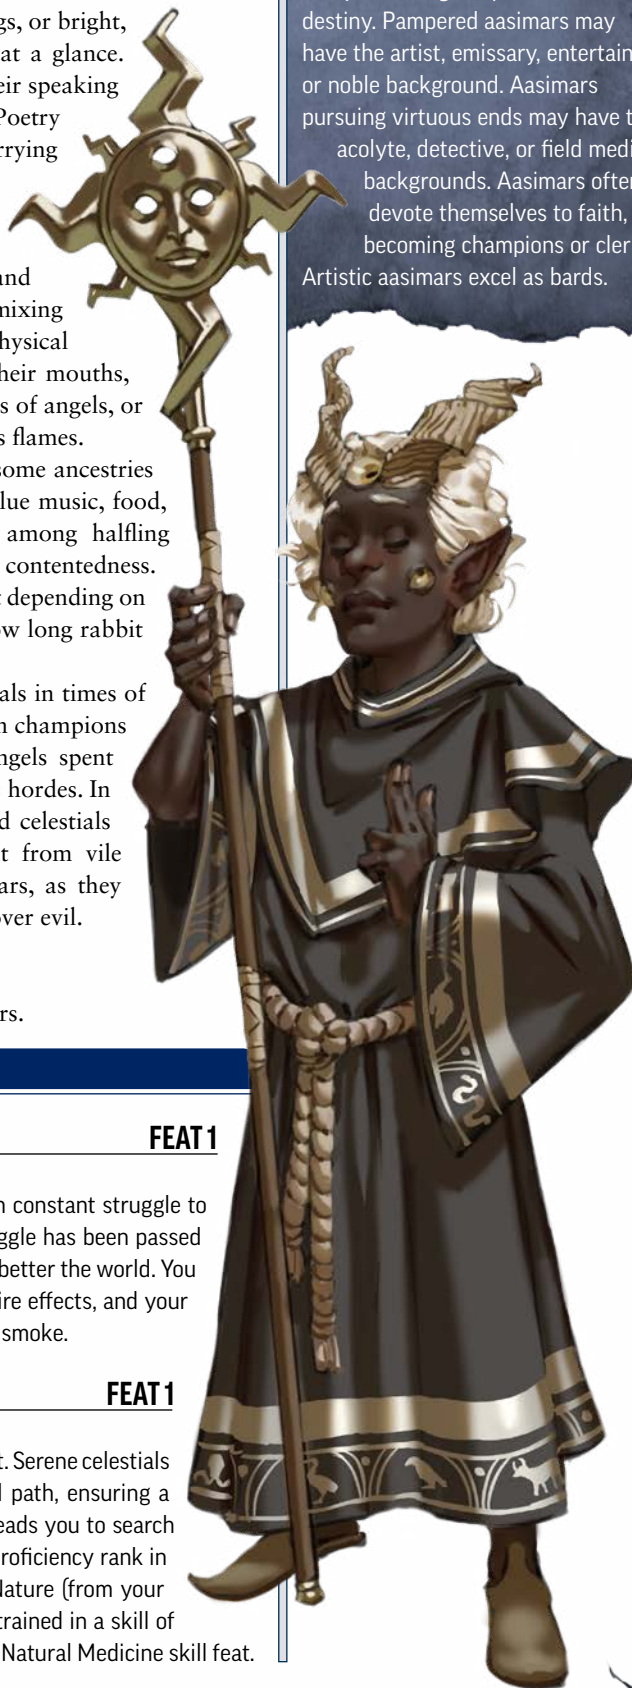 gs, or bright,
at a glance.
eir speaking
Poetry
rrying
and
mixing
hysical
heir mouths,
s of angels, or
s flames.
some ancestries
lue music, food,
among halfling
contentedness.
t depending on
ow long rabbit
als in times of
n champions
ngels spent
hordes. In
d celestials
t from vile
ars, as they
over evil.
rs.
destiny. Pampered aasimars may
have the artist, emissary, entertain
or noble background. Aasimars
pursuing virtuous ends may have t
acolyte, detective, or field medi
backgrounds. Aasimars often
devote themselves to faith,
becoming champions or cler
Artistic aasimars excel as bards.
FEAT 1
n constant struggle to
ggle has been passed
better the world. You
ire effects, and your
smoke.
FEAT 1
t. Serene celestials
l path, ensuring a
eads you to search
roficiency rank in
Nature (from your
trained in a skill of
Natural Medicine skill feat.